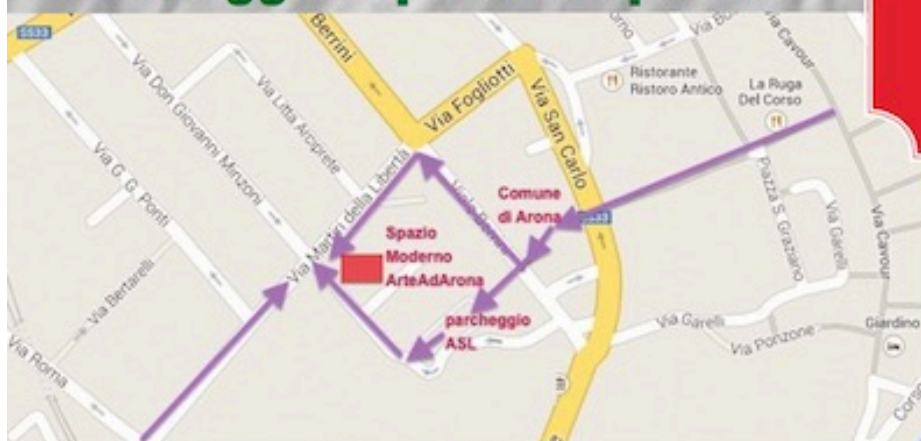 SS33
Berrini
Via Fogliotti
Via San Carlo
Ristorante
Ristoro Antico
La Ruga
Del Corso
Via Cavour
Via Don Giovanni Minzoni
Via Litta Arciprete
Via G. G. Ponti
Via Martiri della Libertà
Comune
di Arona
SS33
Spazio
Moderno
ArteAdArona
parcheggio
ASL
Piazza S. Graziano
Via Garelli
Via Cavour
Via Bertarelli
Via Roma
Via Garelli
Via Ponzone
Giardino